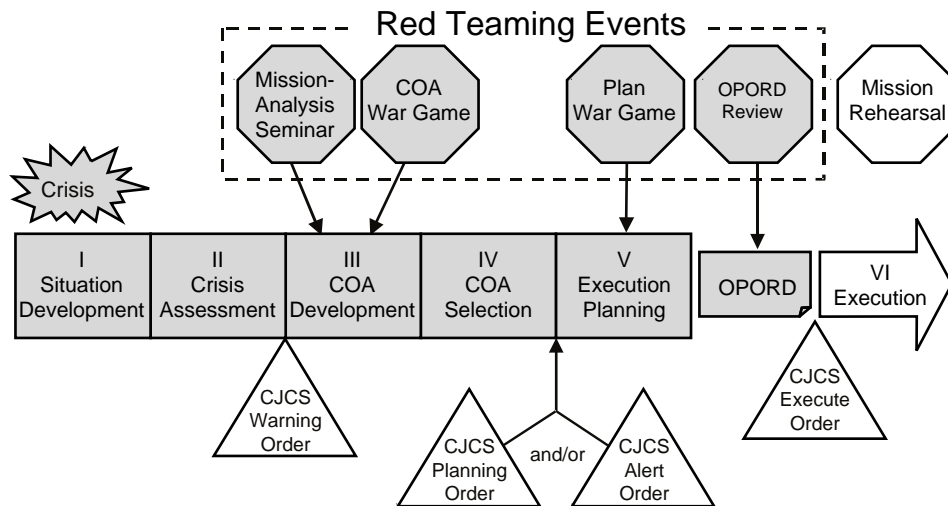 Red Teaming Events
Mission-
Analysis
Seminar
COA
War Game
Plan
War Game
OPORD
Review
Mission
Rehearsal
Crisis
I
Situation
Development
II
Crisis
Assessment
III
COA
Development
IV
COA
Selection
V
Execution
Planning
OPORD
VI
Execution
CJCS
Warning
Order
CJCS
Planning
Order
and/or
CJCS
Alert
Order
CJCS
Execute
Order